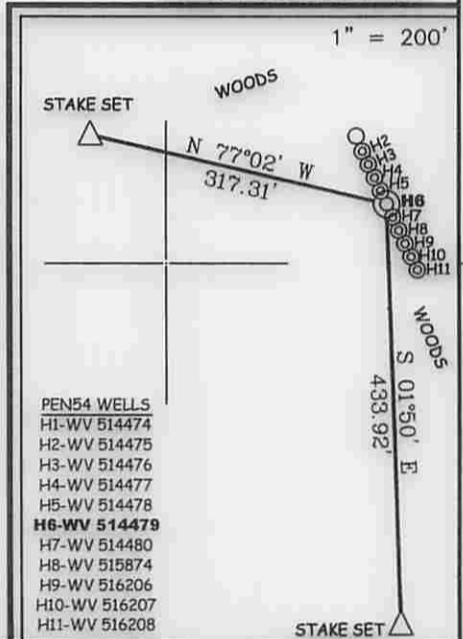 1" = 200'
WOODS
STAKE SET
N 77°02' W
317.31'
H2
H3
H4
H5
H6
H7
H8
H9
H10
H11
WOODS
S 01°50' E
433.92'
PEN54 WELLS
H1-WV 514474
H2-WV 514475
H3-WV 514476
H4-WV 514477
H5-WV 514478
H6-WV 514479
H7-WV 514480
H8-WV 515874
H9-WV 516206
H10-WV 516207
H11-WV 516208
STAKE SET